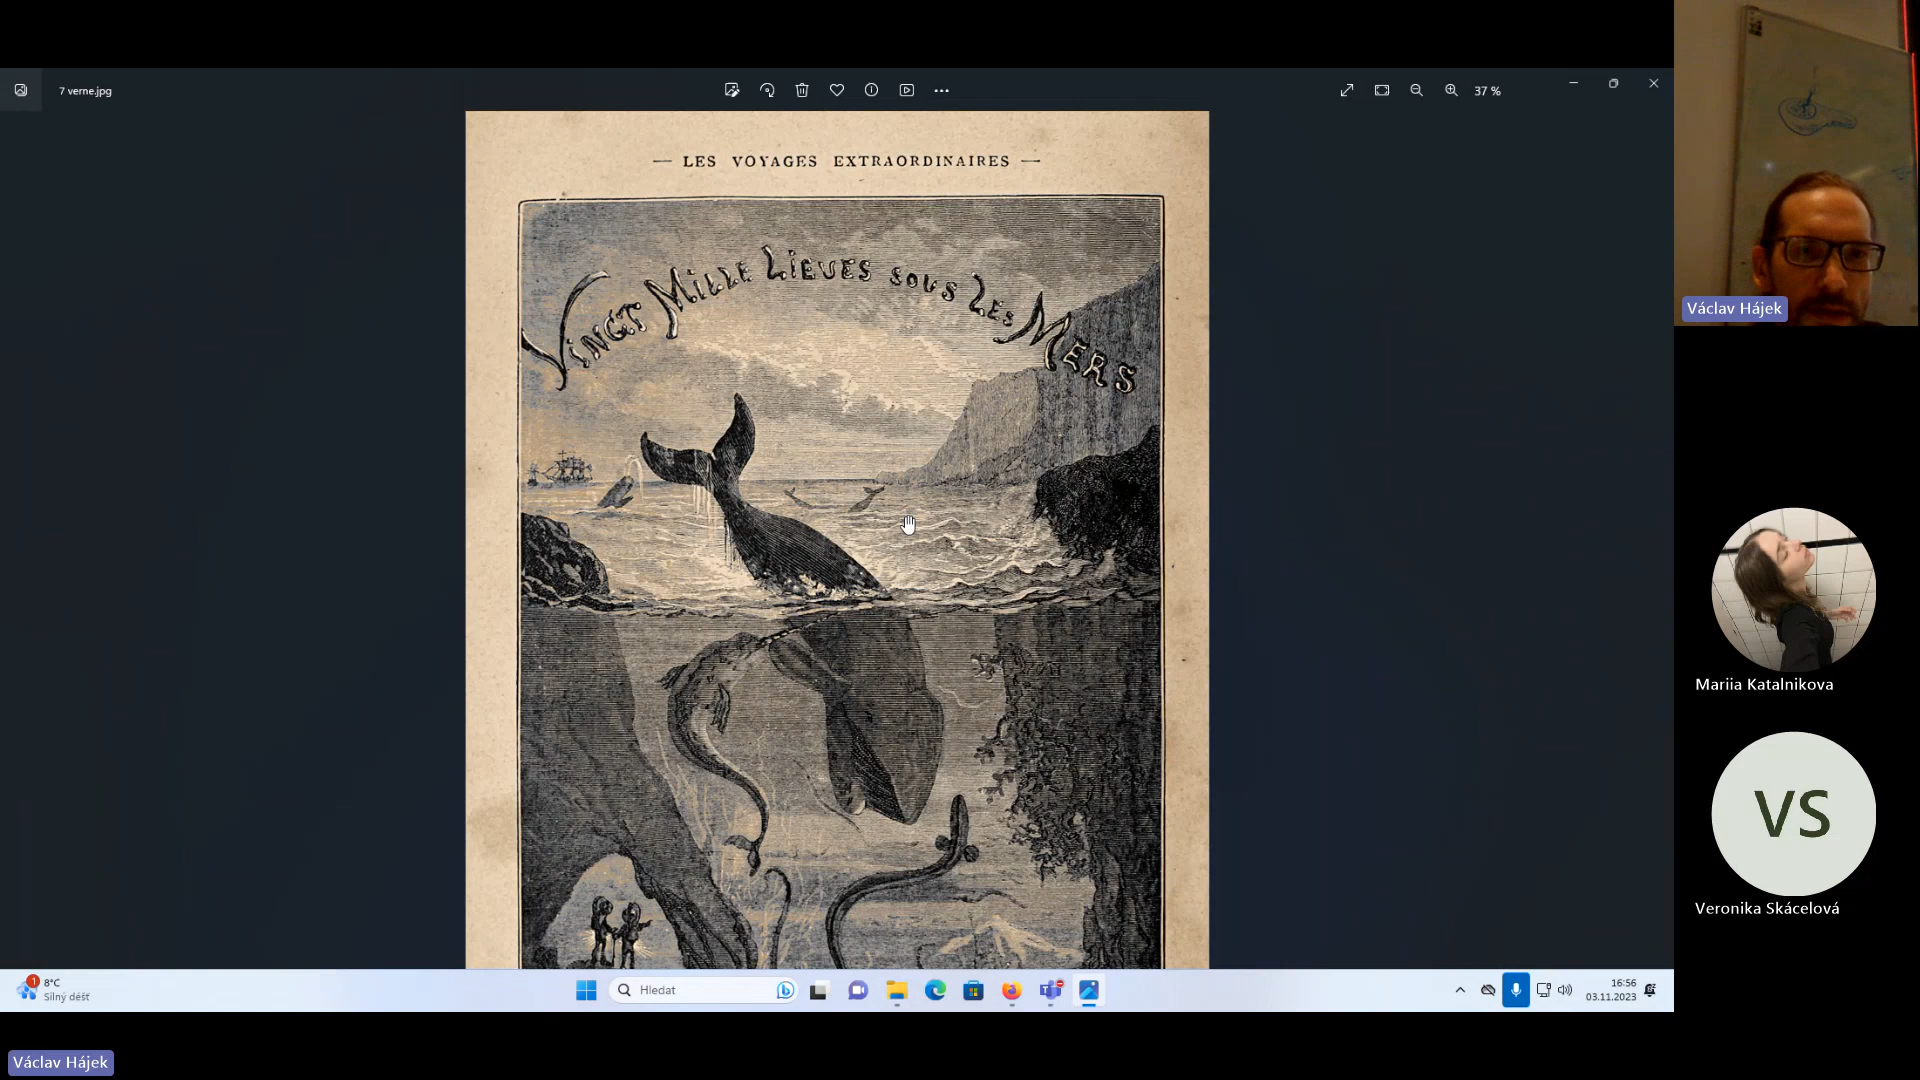 7 verne.jpg
37 %
— LES VOYAGES EXTRAORDINAIRES —
VINGT MILLE LIEUES SOUS LES MERS
Václav Hájek
Mariia Katalnikova
VS
Veronika Skácelová
1
8°C
Silný déšť
Hledat
16:56
03.11.2023
Václav Hájek